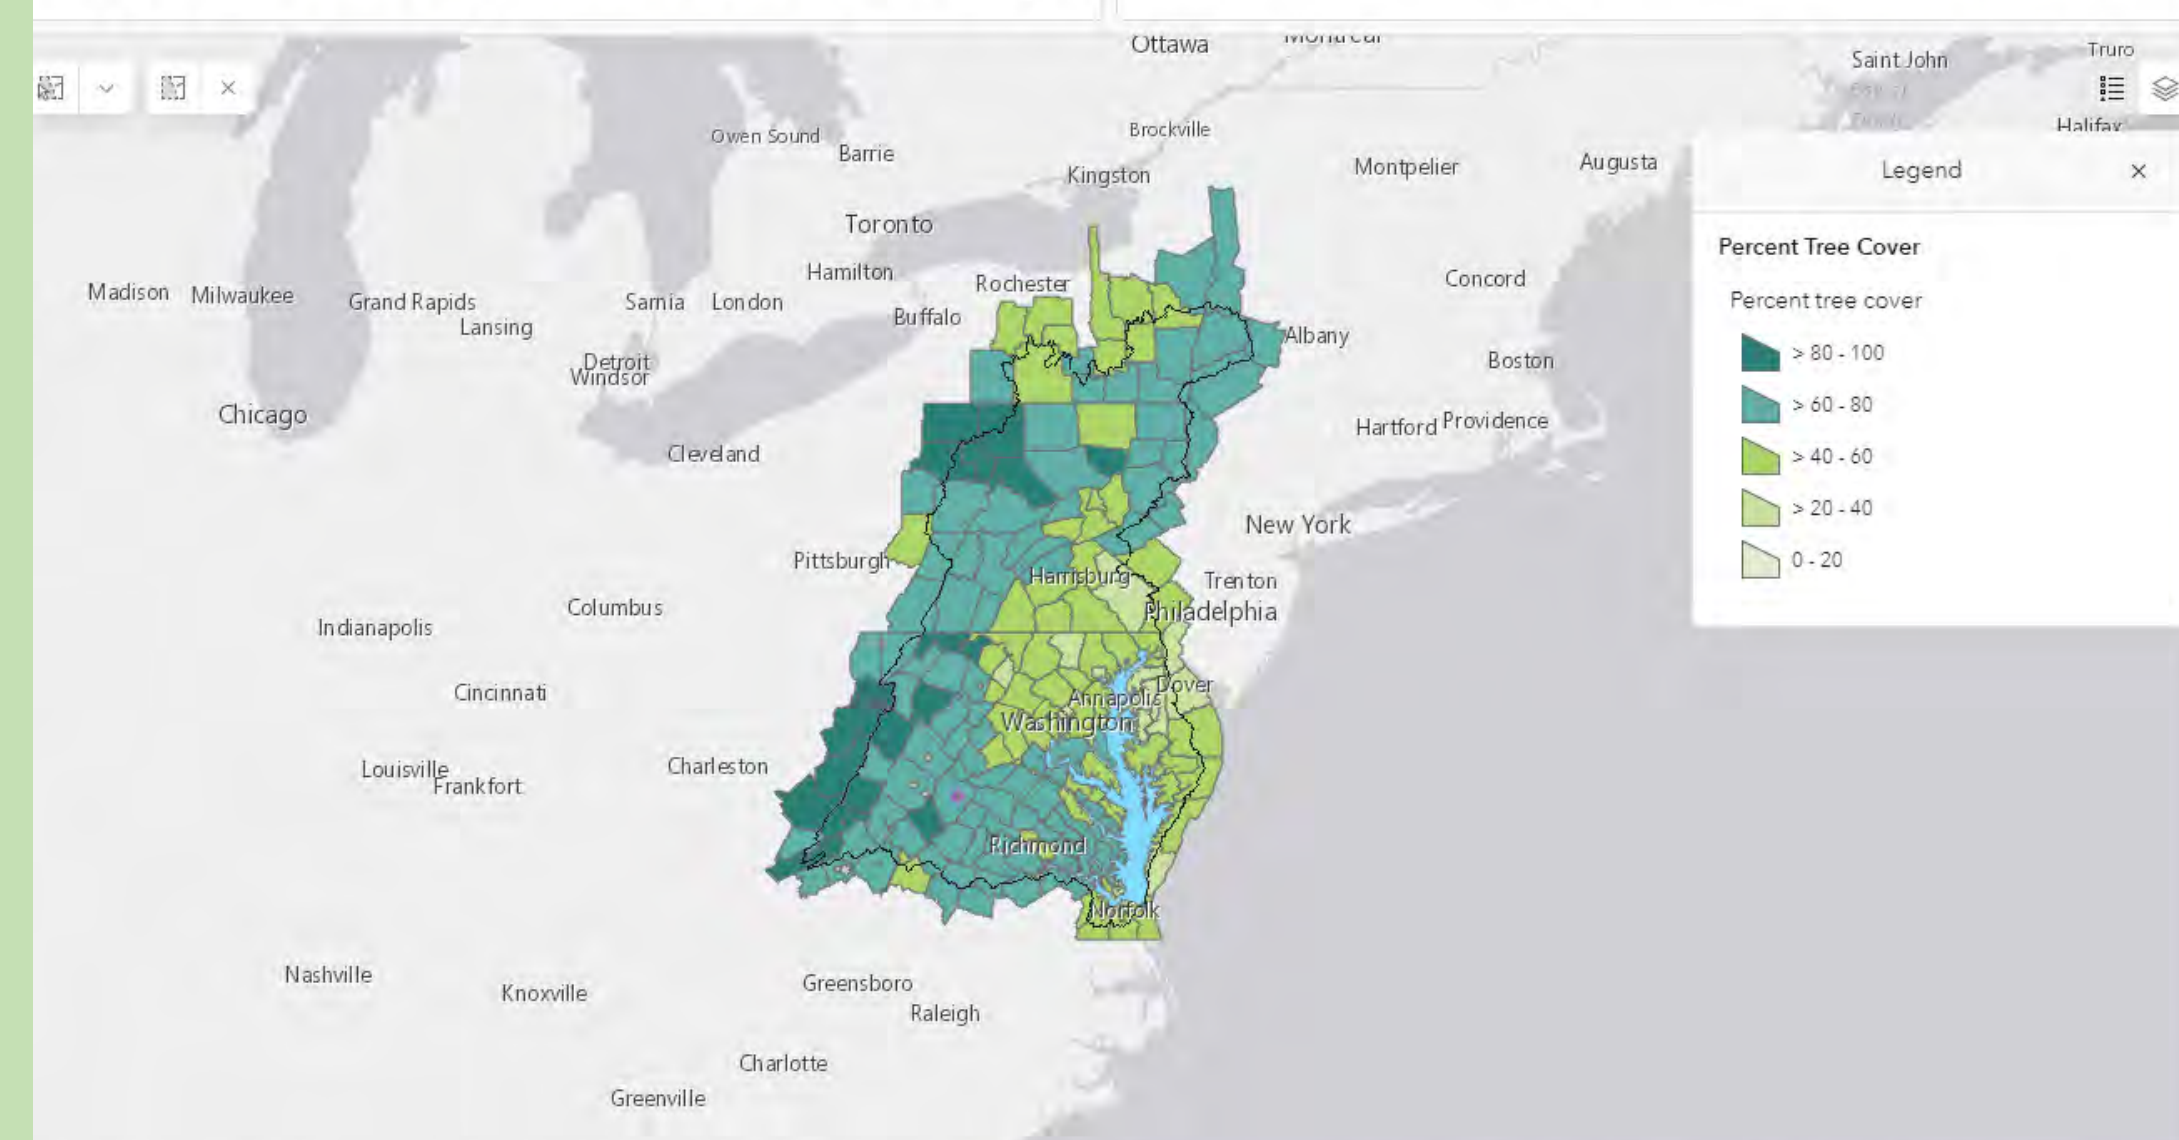 Ottawa
Montreal
Truro
Saint John
Halifax
Brockville
Owen Sound
Barrie
Kingston
Montpelier
Augusta
Legend
Toronto
Percent Tree Cover
Hamilton
Rochester
Concord
Madison
Milwaukee
Grand Rapids
Sarnia
London
Percent tree cover
Lansing
Buffalo
Albany
> 80 - 100
Detroit
Windsor
Boston
Chicago
> 60 - 80
Hartford
Providence
Cleveland
> 40 - 60
New York
> 20 - 40
Pittsburgh
0 - 20
Harrisburg
Trenton
Columbus
Philadelphia
Indianapolis
Cincinnati
Dover
Annapolis
Washington
Louisville
Charleston
Frankfort
Richmond
Norfolk
Nashville
Knoxville
Greensboro
Raleigh
Charlotte
Greenville